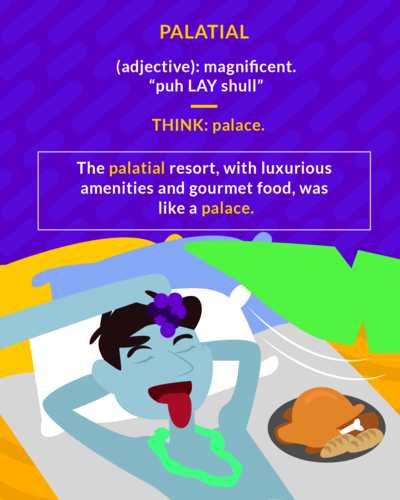 PALATIAL
(adjective): magnificent.
“puh LAY shull”
THINK: palace.
The palatial resort, with luxurious
amenities and gourmet food, was
like a palace.